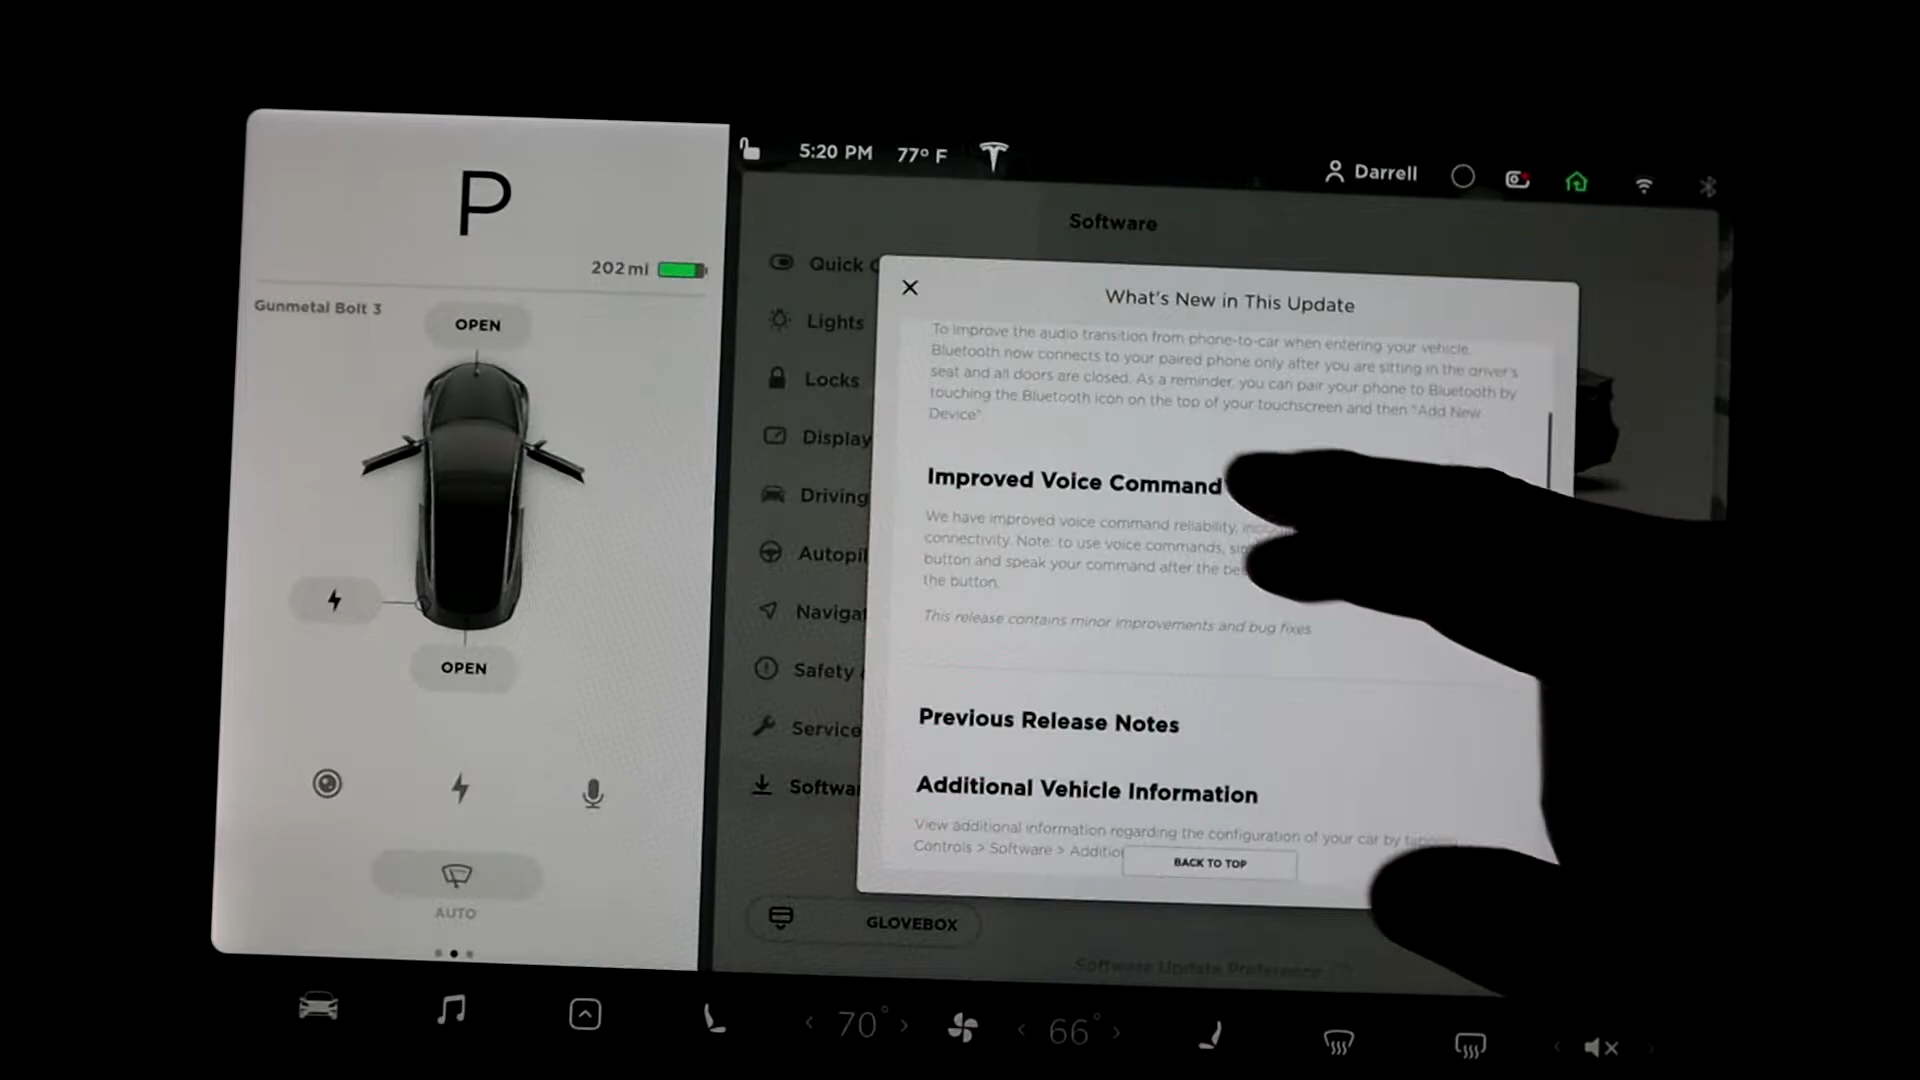 P
202 mi
Gunmetal Bolt 3
OPEN
OPEN
AUTO
5:20 PM 77° F
Darrell
Software
Quick
Lights
Locks
Display
Driving
Autopil
Naviga
Safety
Service
Softwa
GLOVEBOX
What's New in This Update
To improve the audio transition from phone-to-car when entering your vehicle,
Bluetooth now connects to your paired phone only after you are sitting in the driver's
seat and all doors are closed. As a reminder, you can pair your phone to Bluetooth by
touching the Bluetooth icon on the top of your touchscreen and then "Add New
Device"
Improved Voice Command
We have improved voice command reliability,
connectivity. Note: to use voice commands,
button and speak your command after the
the button.
This release contains minor improvements and bug fixes
Previous Release Notes
Additional Vehicle Information
View additional information regarding the configuration of your car by
Controls > Software >
BACK TO TOP
Software Update Preference
70°
66°